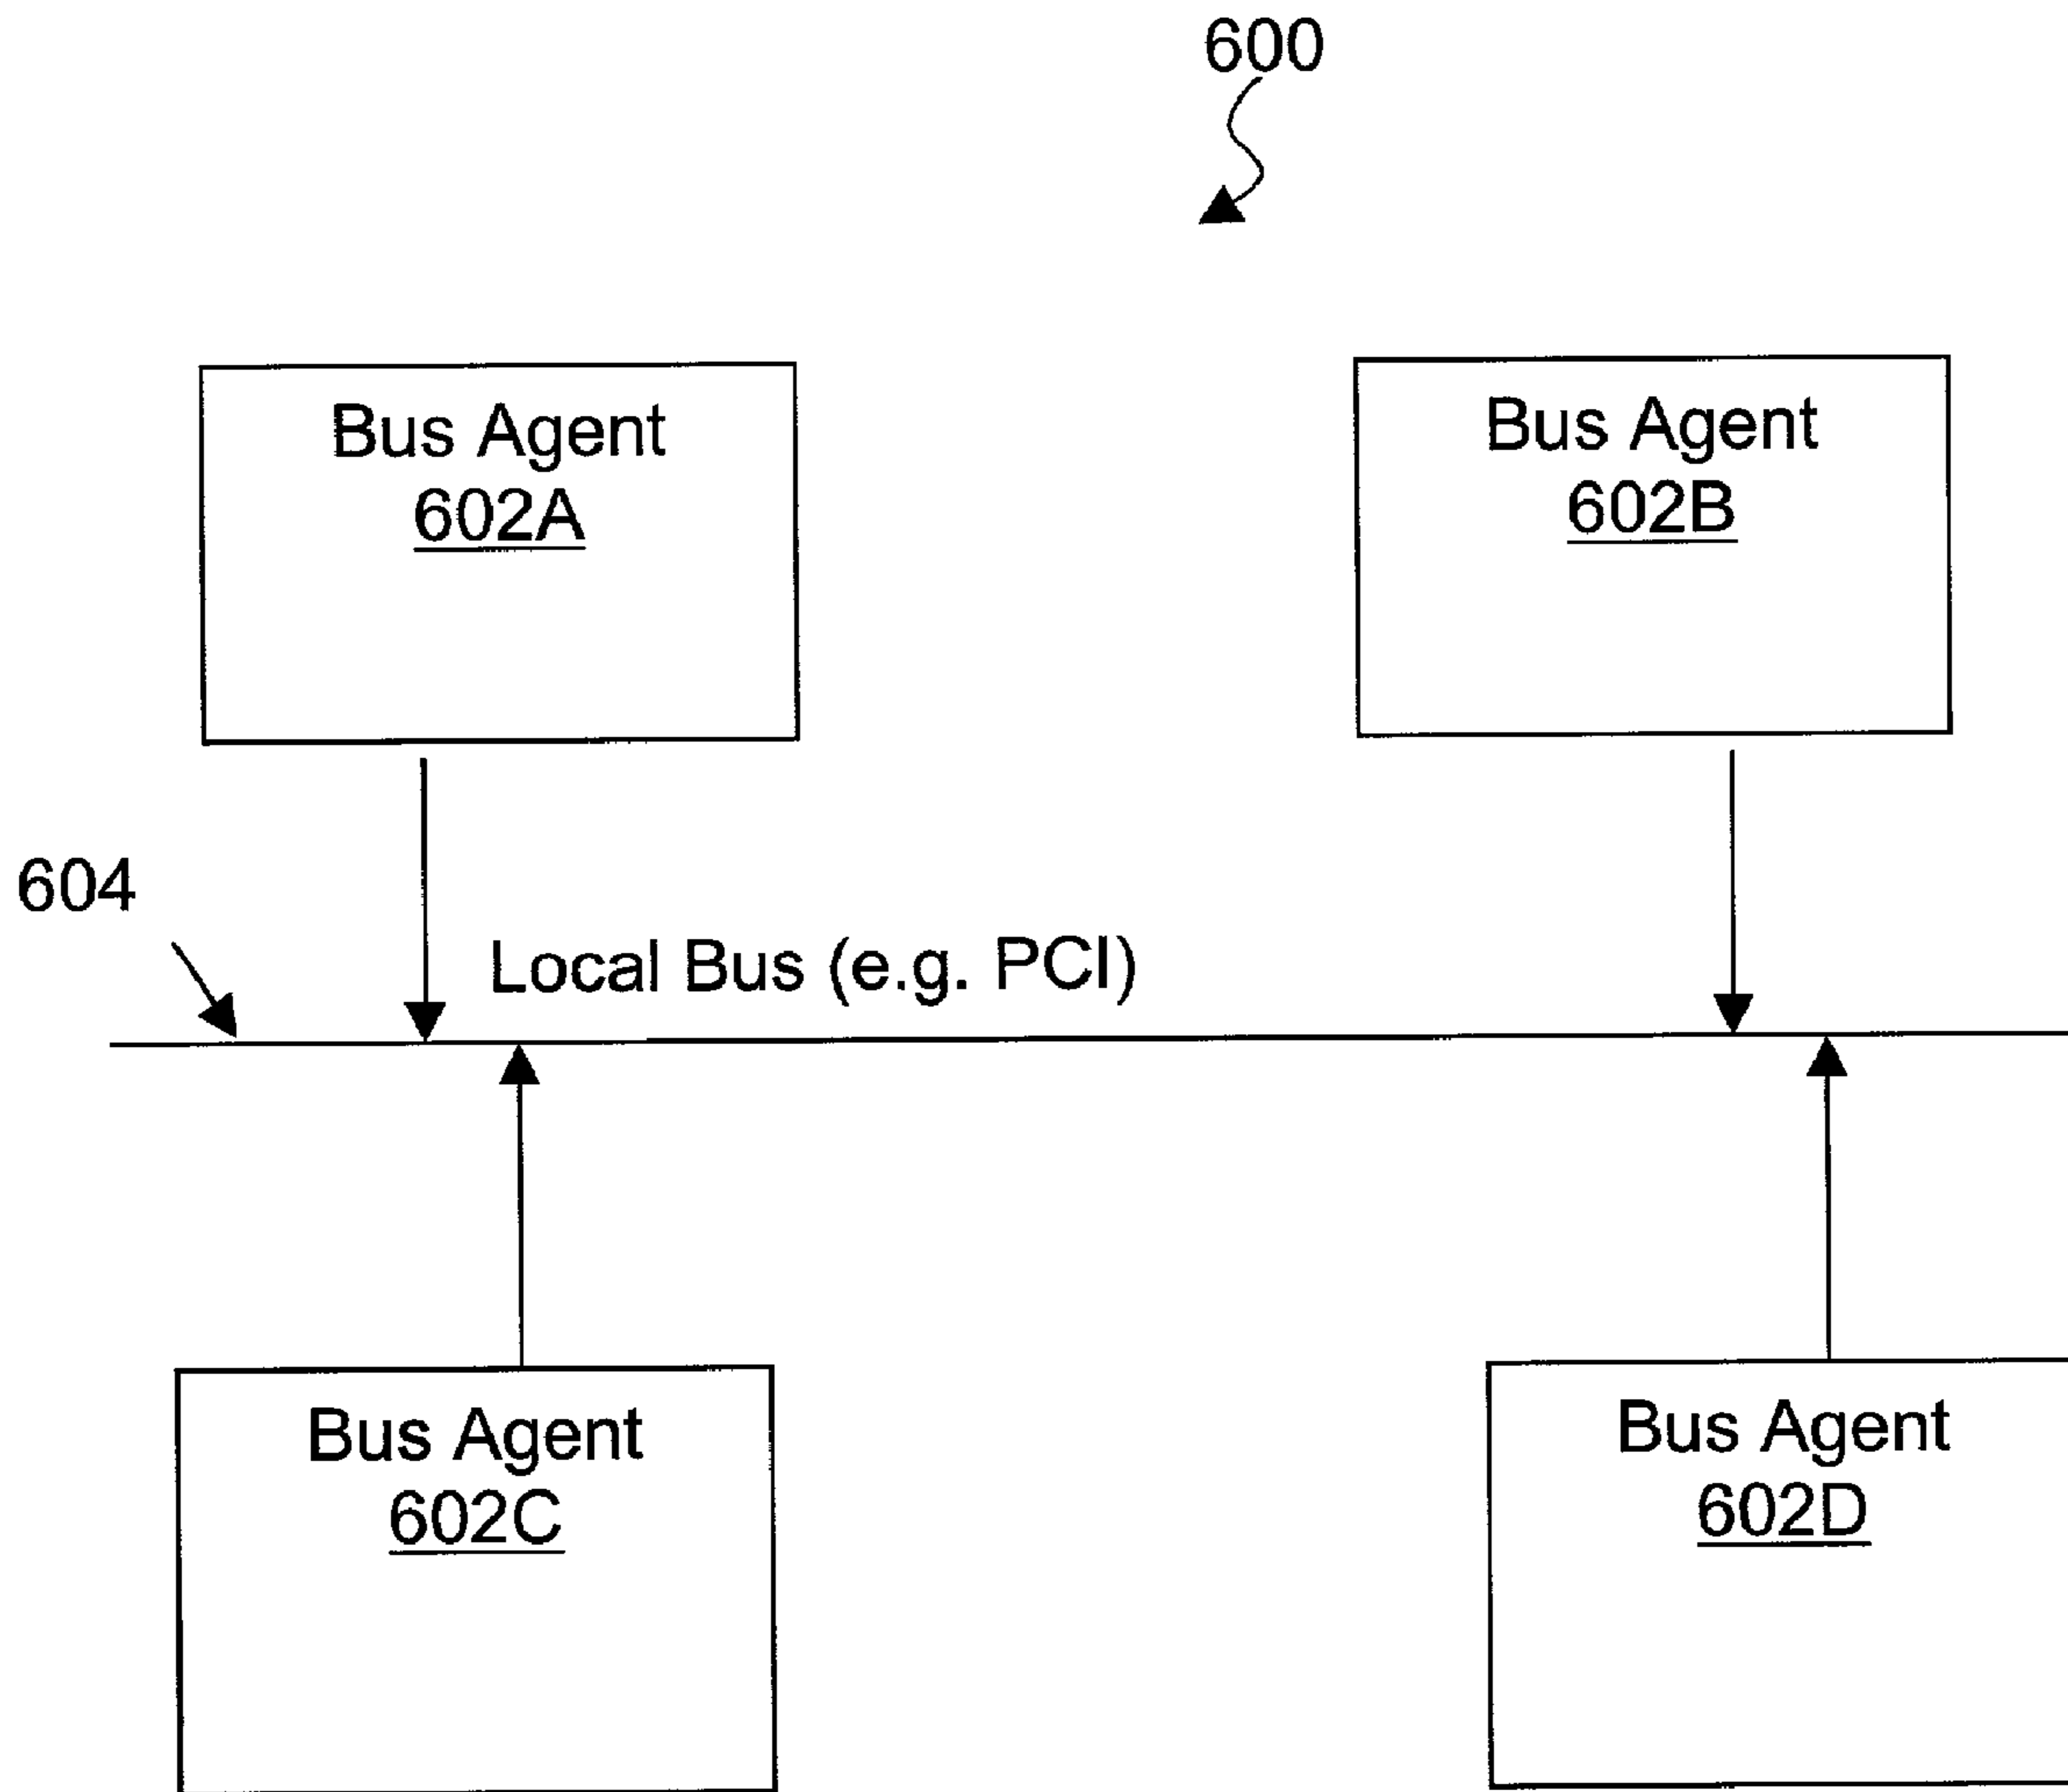 600
Bus Agent
602A
Bus Agent
602B
604
Local Bus (e.g. PCI)
Bus Agent
602C
Bus Agent
602D